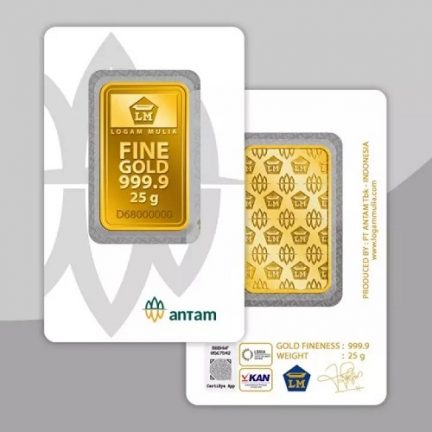 LM
LOGAM MULIA
FINE
GOLD
999.9
25 g
D68000000
antam
PRODUCED BY : PT ANTAM Tbk - INDONESIA
www.logammulia.com
GOLD FINENESS : 999.9
WEIGHT : 25 g
KAN
LM
CertiEye App